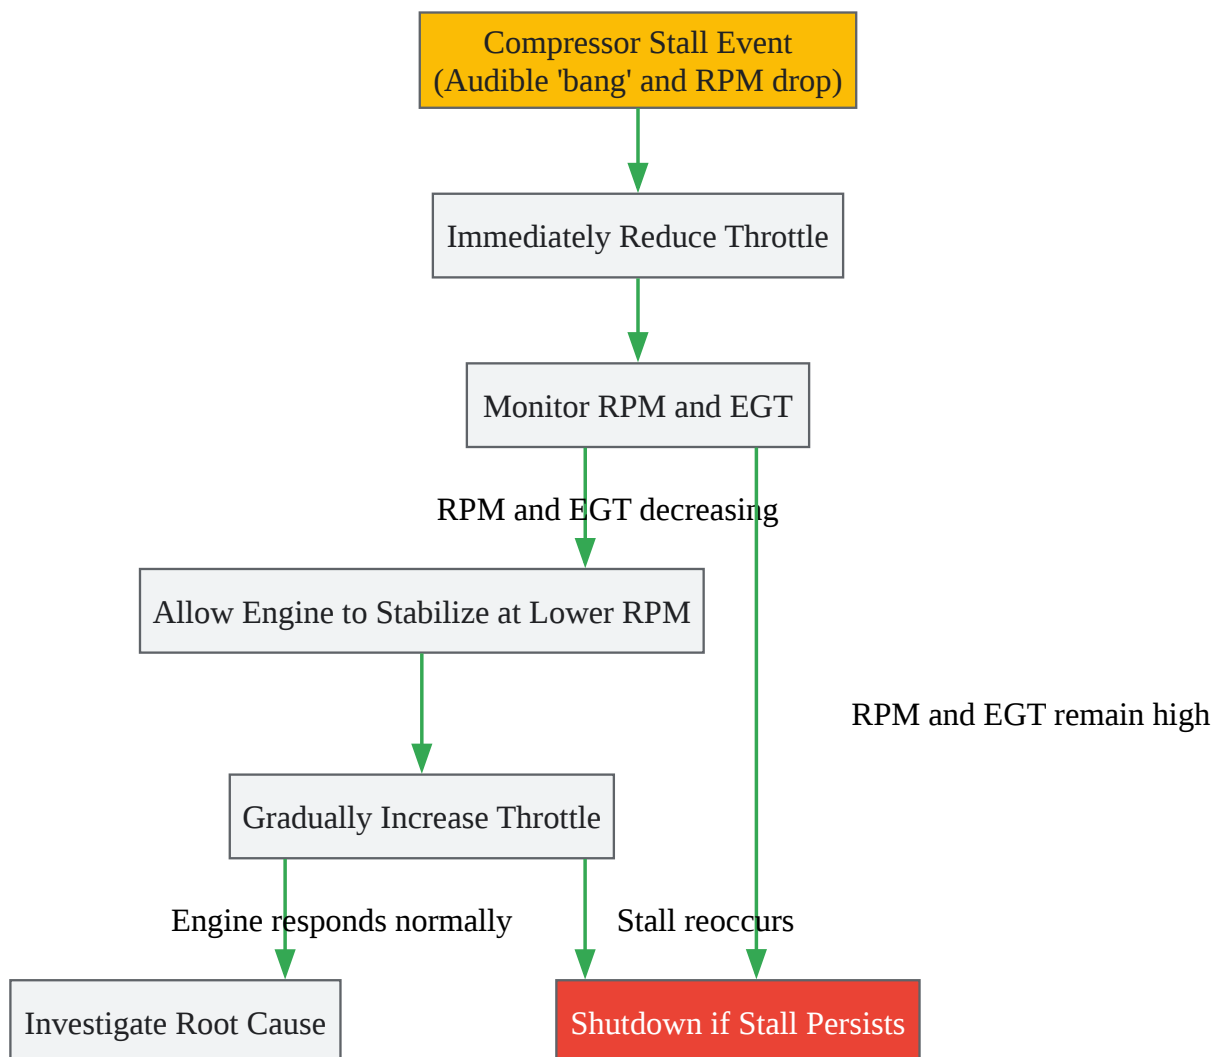 Compressor Stall Event
(Audible 'bang' and RPM drop)
Immediately Reduce Throttle
Monitor RPM and EGT
RPM and EGT decreasing
Allow Engine to Stabilize at Lower RPM
RPM and EGT remain high
Gradually Increase Throttle
Engine responds normally
Stall reoccurs
Investigate Root Cause
Shutdown if Stall Persists